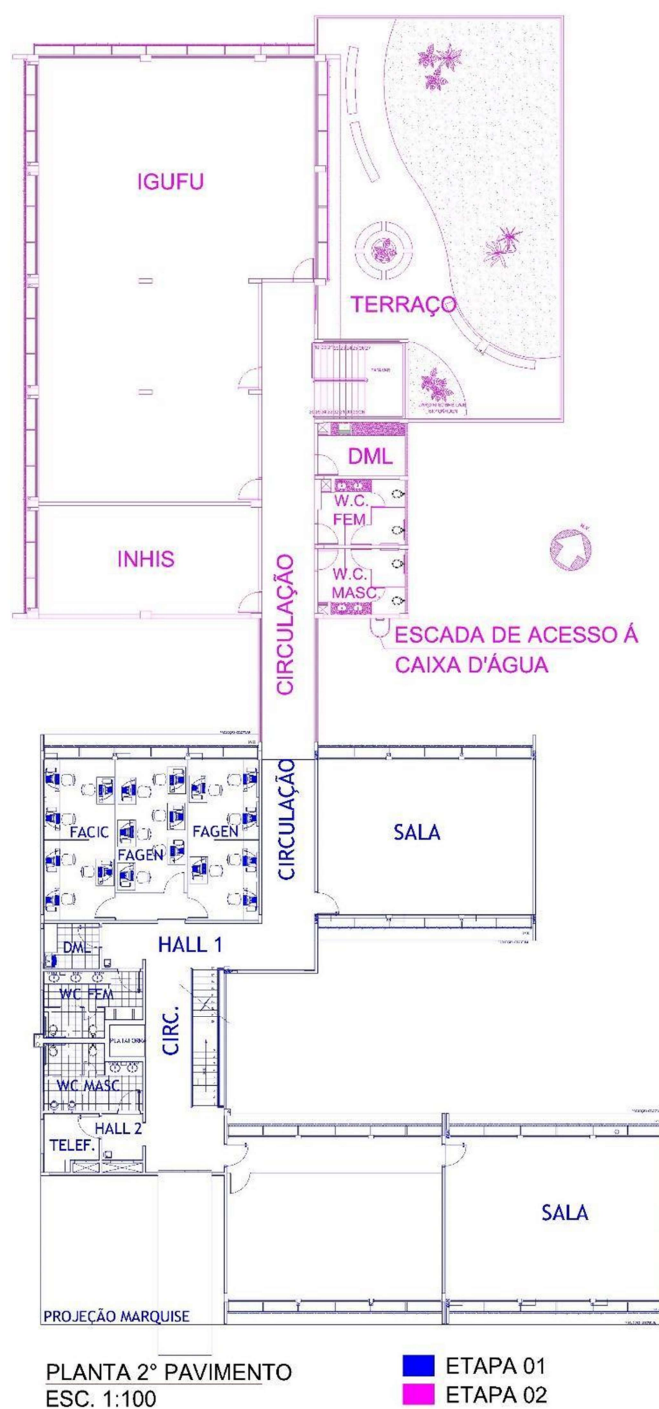 IGUFU
TERRAÇO
DML
W.C.
FEM
INHIS
W.C.
MASC.
CIRCULAÇÃO
ESCADA DE ACESSO Á
CAIXA D'ÁGUA
CIRCULAÇÃO
FACIC
FAGEN
FAGEN
SALA
DML
HALL 1
WC FEM
CIRC.
PLATAFORMA
WC MASC
HALL 2
TELEF.
SALA
PROJEÇÃO MARQUISE
PLANTA 2° PAVIMENTO
ESC. 1:100
ETAPA 01
ETAPA 02